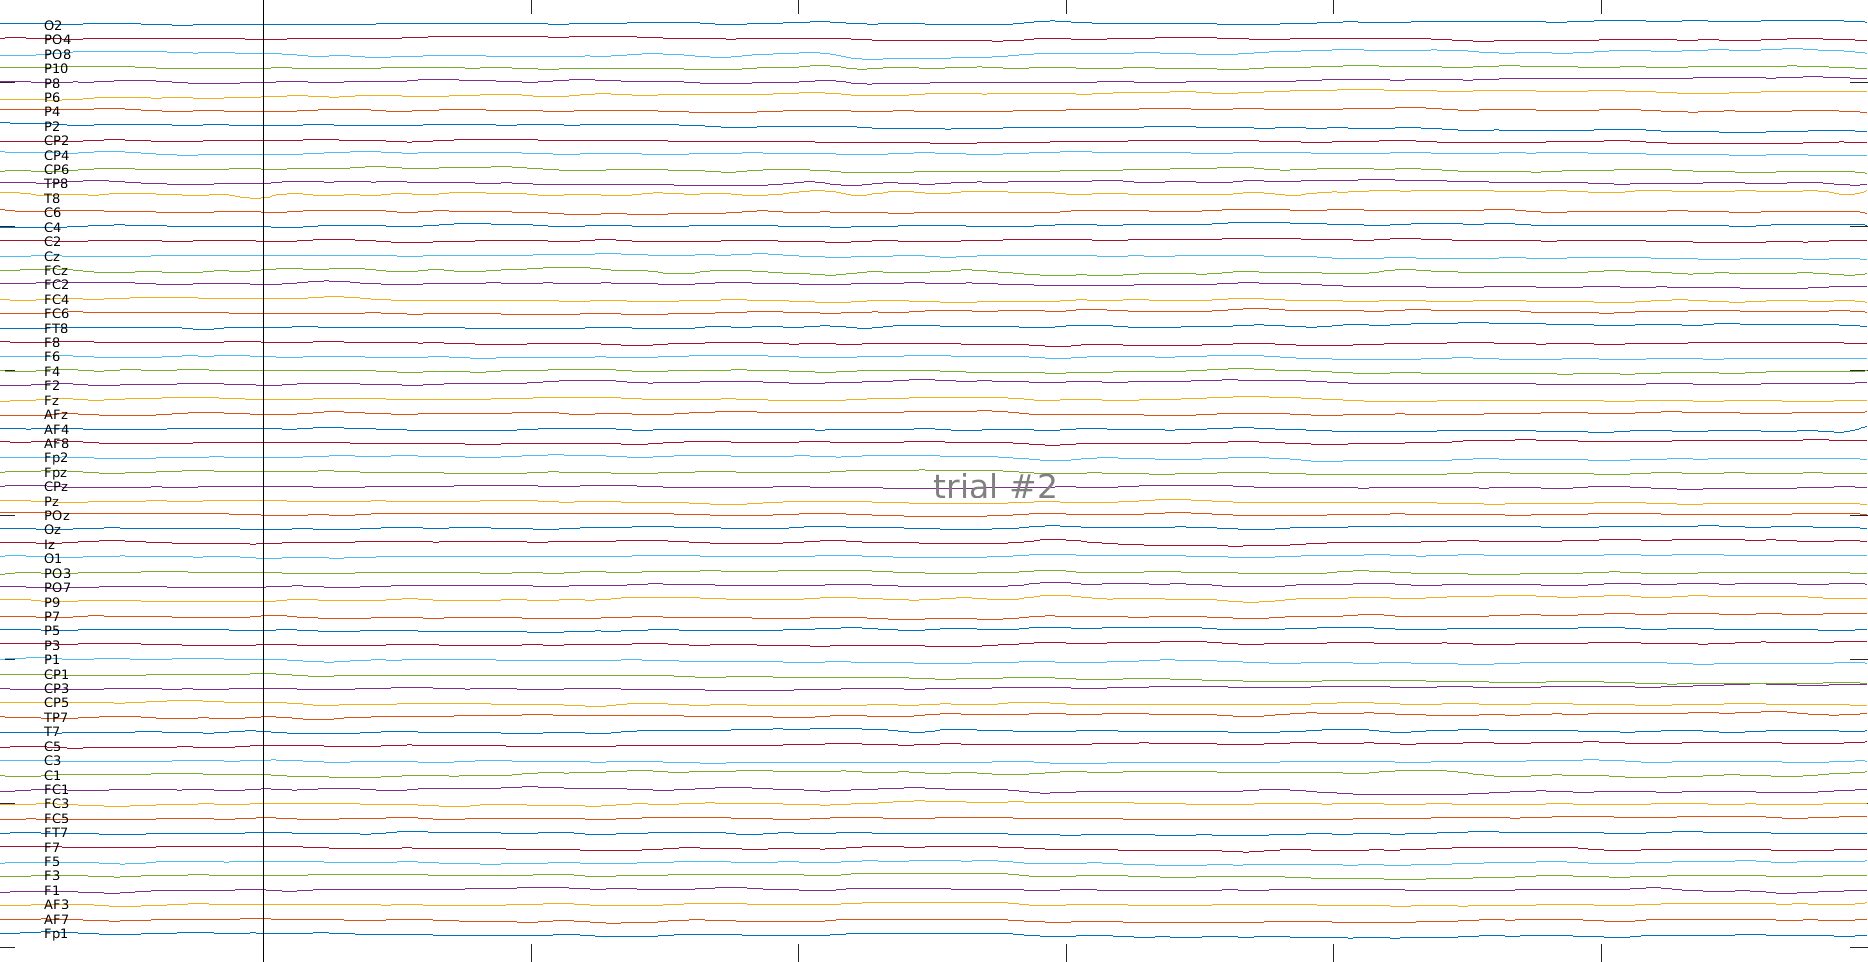 O2
PO4
PO8
P10
P8
P6
P4
P2
CP2
CP4
CP6
TP8
T8
C6
C4
C2
Cz
FCz
FC2
FC4
FC6
FT8
F8
F6
F4
F2
Fz
AFz
AF4
AF8
Fp2
Fpz
CPz
trial #2
Pz
POz
Oz
Iz
O1
PO3
PO7
P9
P7
P5
P3
P1
CP1
CP3
CP5
TP7
T7
C5
C3
C1
FC1
FC3
FC5
FT7
F7
F5
F3
F1
AF3
AF7
Fp1